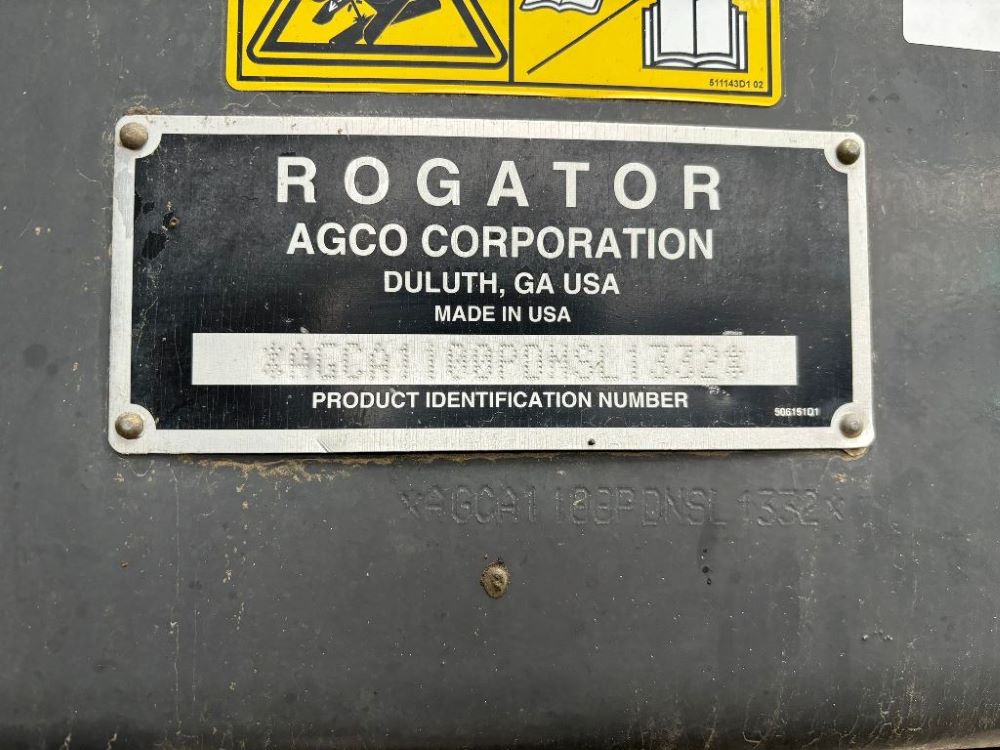 511143D1 02
ROGATOR
AGCO CORPORATION
DULUTH, GA USA
MADE IN USA
*AGCA1100PDNSL1332*
PRODUCT IDENTIFICATION NUMBER
506151D1
*AGCA1100PDNSL1332*